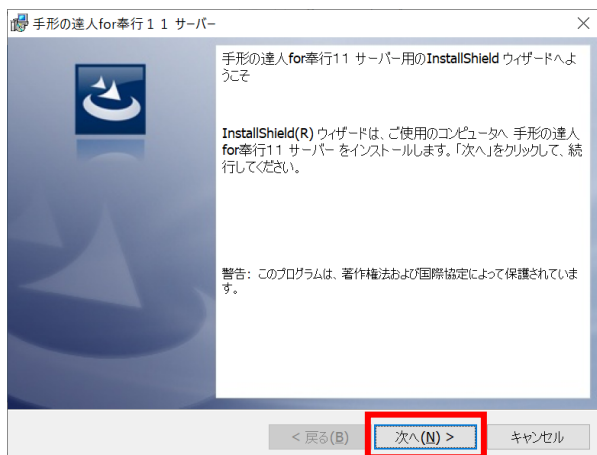 手形の達人for奉行１１ サーバー
手形の達人for奉行11 サーバー用のInstallShield ウィザードへよ
うこそ
InstallShield(R) ウィザードは、ご使用のコンピュータへ 手形の達人
for奉行11 サーバー をインストールします。「次へ」をクリックして、続
行してください。
警告: このプログラムは、著作権法および国際協定によって保護されていま
す。
< 戻る(B)
次へ(N) >
キャンセル